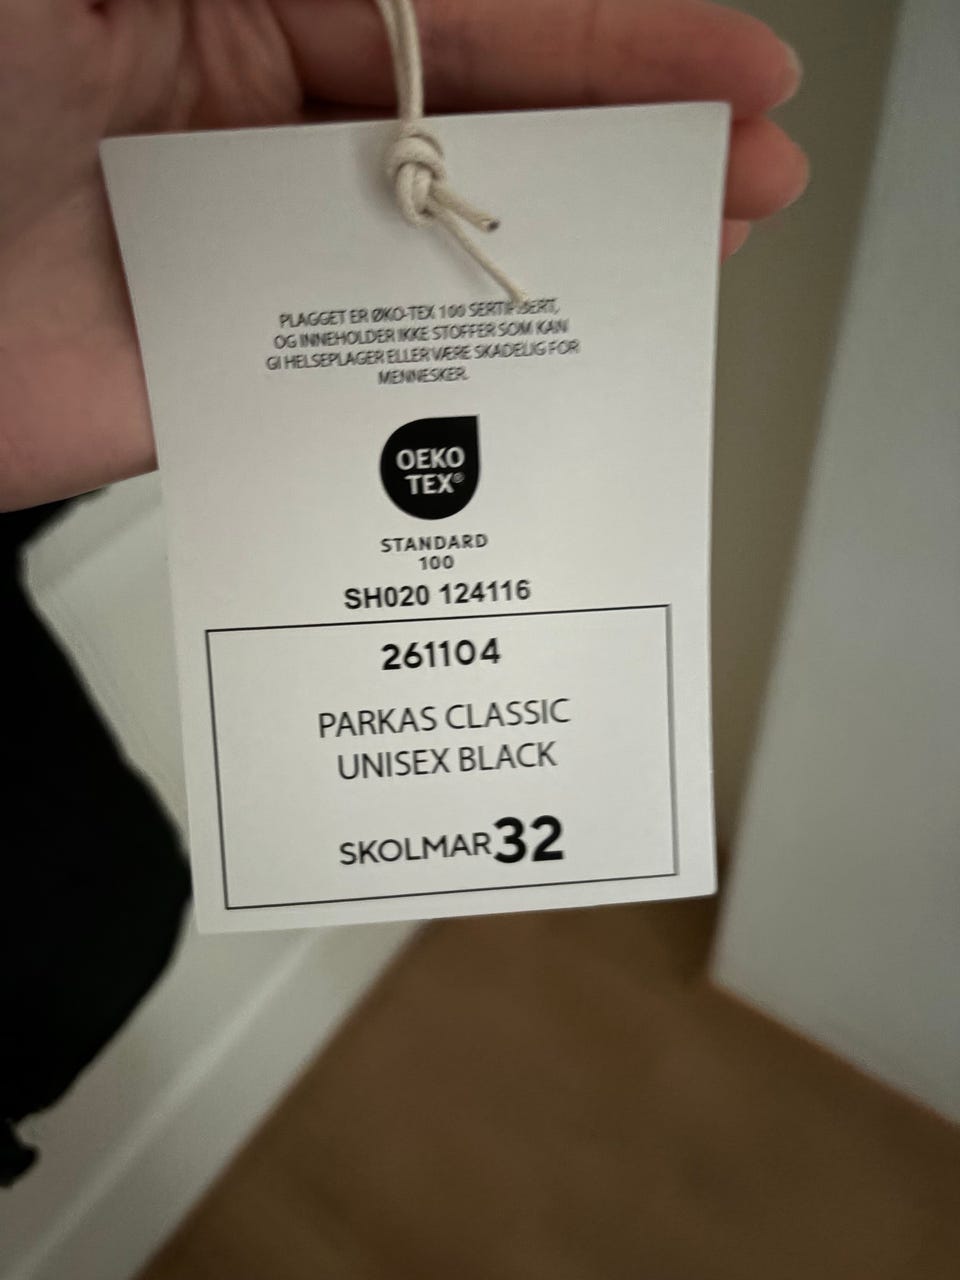 PLAGGET ER ØKO-TEX 100 SERTIFISERT,
OG INNEHOLDER IKKE STOFFER SOM KAN
GI HELSEPLAGER ELLER VÆRE SKADELIG FOR
MENNESKER.
OEKO
TEX®
STANDARD
100
SH020 124116
261104
PARKAS CLASSIC
UNISEX BLACK
SKOLMAR32